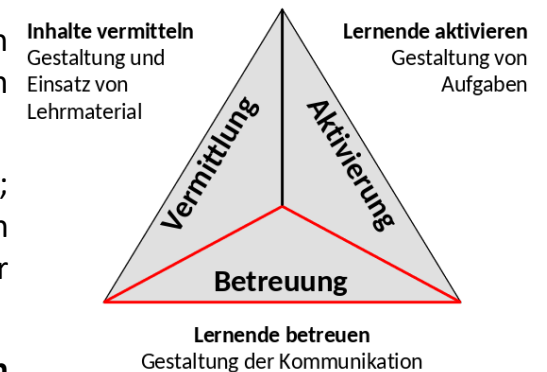 Inhalte vermitteln
Gestaltung und
Einsatz von
Lehrmaterial
Lernende aktivieren
Gestaltung von
Aufgaben
Vermittlung
Aktivierung
Betreuung
Lernende betreuen
Gestaltung der Kommunikation